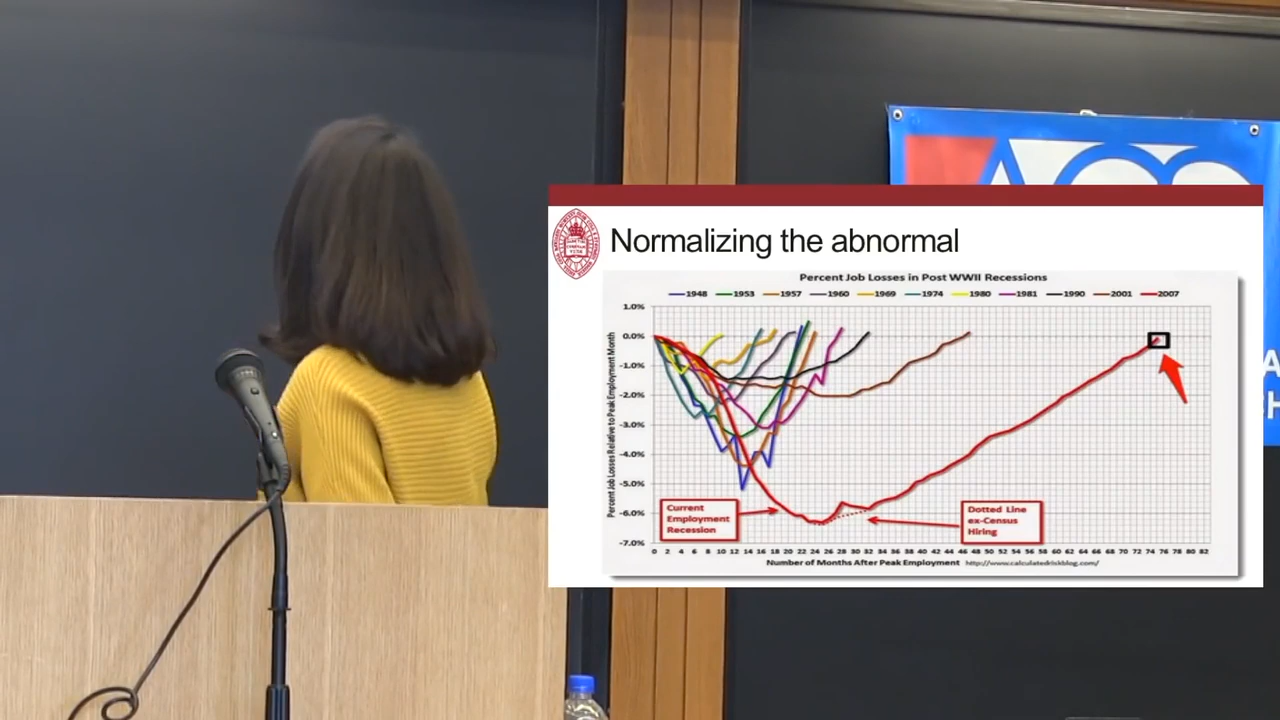 Normalizing the abnormal
Percent Job Losses in Post WWII Recessions
1948 1953 1957 1960 1969 1974 1980 1981 1990 2001 2007
Percent Job Losses Relative to Peak Employment Month
1.0%
0.0%
-1.0%
-2.0%
-3.0%
-4.0%
-5.0%
-6.0%
-7.0%
Current
Employment
Recession
Dotted Line
ex-Census
Hiring
0 2 4 6 8 10 12 14 16 18 20 22 24 26 28 30 32 34 36 38 40 42 44 46 48 50 52 54 56 58 60 62 64 66 68 70 72 74 76 78 80 82
Number of Months After Peak Employment http://www.calculatedriskblog.com/